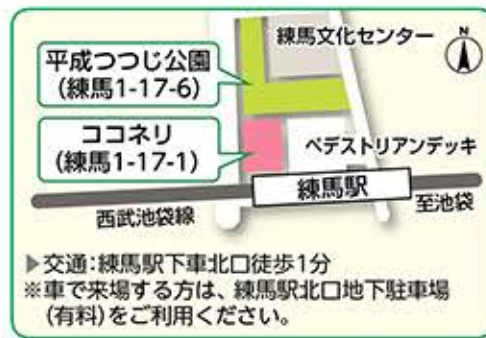 練馬文化センター
N
平成つつじ公園
(練馬1-17-6)
ココネリ
(練馬1-17-1)
ペデストリアンデッキ
練馬駅
西武池袋線
至池袋
▶交通:練馬駅下車北口徒歩1分
※車で来場する方は、練馬駅北口地下駐車場
(有料)をご利用ください。